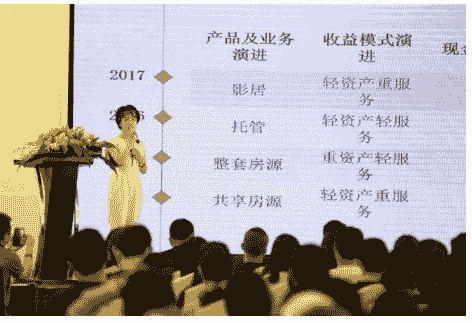 产品及业务
演进
收益模式演
进
现金
2017
影居
轻资产重服
务
托管
轻资产轻服
务
整套房源
重资产轻服
务
共享房源
轻资产重服
务